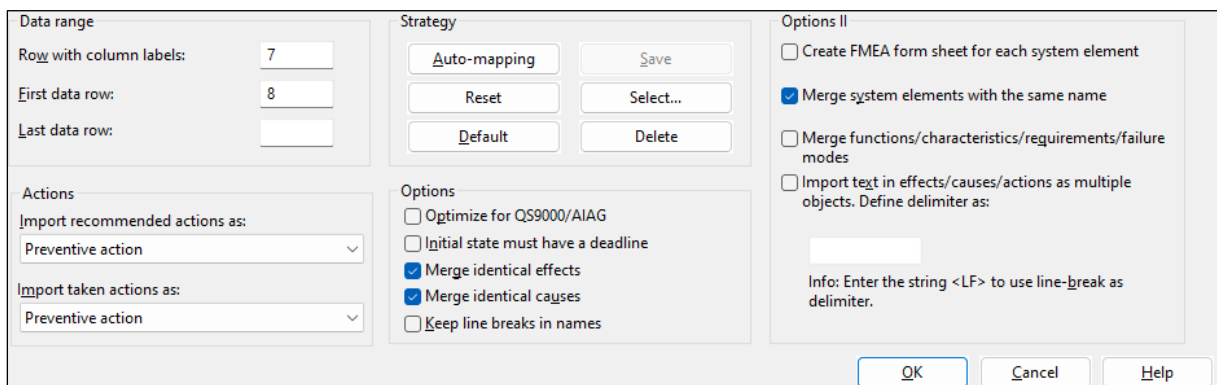 Data range
Row with column labels:
7
First data row:
8
Last data row:
Strategy
Auto-mapping
Save
Reset
Select...
Default
Delete
Options II
Create FMEA form sheet for each system element
Merge system elements with the same name
Merge functions/characteristics/requirements/failure
modes
Import text in effects/causes/actions as multiple
objects. Define delimiter as:
Info: Enter the string <LF> to use line-break as
delimiter.
Actions
Import recommended actions as:
Preventive action
Import taken actions as:
Preventive action
Options
Optimize for QS9000/AIAG
Initial state must have a deadline
Merge identical effects
Merge identical causes
Keep line breaks in names
OK
Cancel
Help